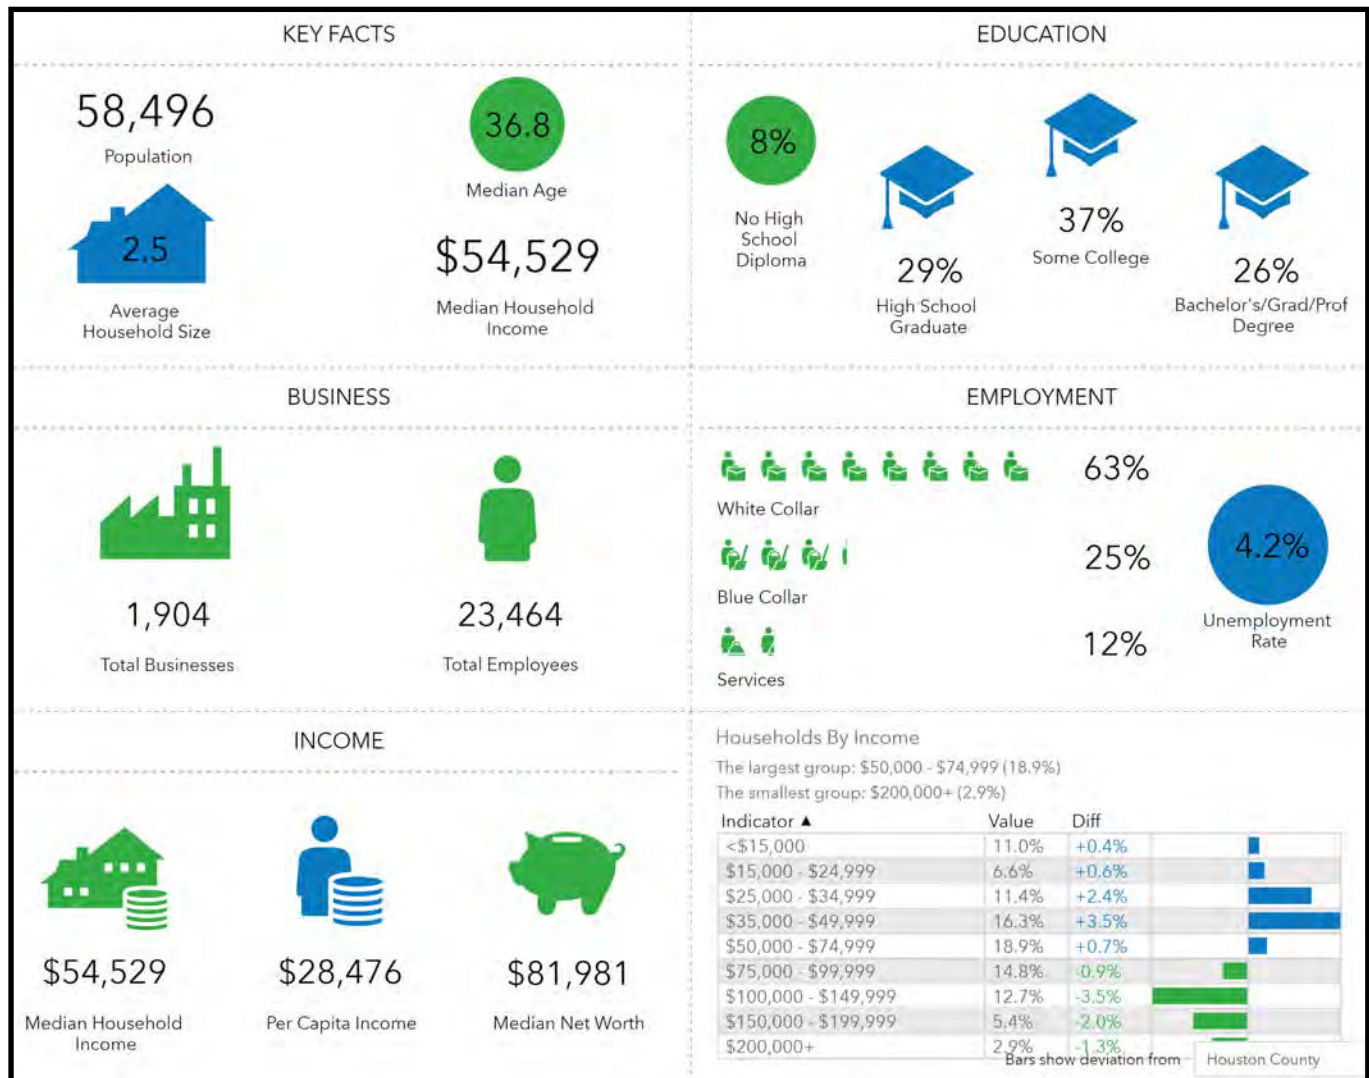 KEY FACTS
58,496
Population
36.8
Median Age
2.5
Average
Household Size
$54,529
Median Household
Income
EDUCATION
8%
No High
School
Diploma
29%
High School
Graduate
37%
Some College
26%
Bachelor's/Grad/Prof
Degree
BUSINESS
1,904
Total Businesses
23,464
Total Employees
EMPLOYMENT
63%
White Collar
25%
Blue Collar
12%
Services
4.2%
Unemployment
Rate
INCOME
$54,529
Median Household
Income
$28,476
Per Capita Income
$81,981
Median Net Worth
Households By Income
The largest group: $50,000 - $74,999 (18.9%)
The smallest group: $200,000+ (2.9%)
Indicator ▲ Value Diff
<$15,000 11.0% +0.4%
$15,000 - $24,999 6.6% +0.6%
$25,000 - $34,999 11.4% +2.4%
$35,000 - $49,999 16.3% +3.5%
$50,000 - $74,999 18.9% +0.7%
$75,000 - $99,999 14.8% -0.9%
$100,000 - $149,999 12.7% -3.5%
$150,000 - $199,999 5.4% -2.0%
$200,000+ 2.9% -1.3%
Bars show deviation from Houston County